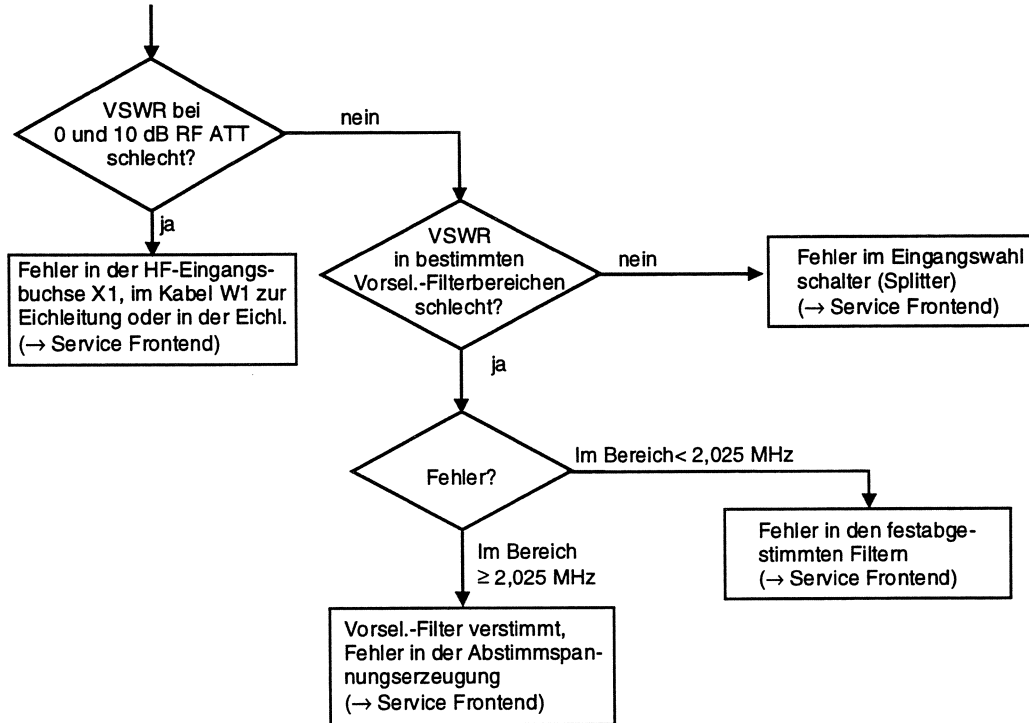 VSWR bei
0 und 10 dB RF ATT
schlecht?
nein
ja
Fehler in der HF-Eingangs-
buchse X1, im Kabel W1 zur
Eichleitung oder in der Eichl.
(→ Service Frontend)
VSWR
in bestimmten
Vorsel.-Filterbereichen
schlecht?
nein
Fehler im Eingangswahl
schalter (Splitter)
(→ Service Frontend)
ja
Fehler?
Im Bereich< 2,025 MHz
Fehler in den festabge-
stimmten Filtern
(→ Service Frontend)
Im Bereich
≥ 2,025 MHz
Vorsel.-Filter verstimmt,
Fehler in der Abstimmspan-
nungserzeugung
(→ Service Frontend)